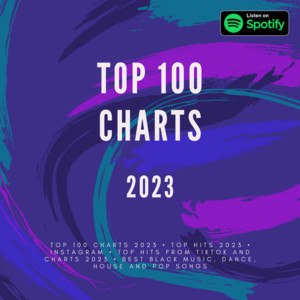 Listen on
Spotify
TOP 100
CHARTS
2023
TOP 100 CHARTS 2023 • TOP HITS 2023 •
INSTAGRAM • TOP HITS FROM TIKTOK AND
CHARTS 2023 • BEST BLACK MUSIC, DANCE,
HOUSE AND POP SONGS